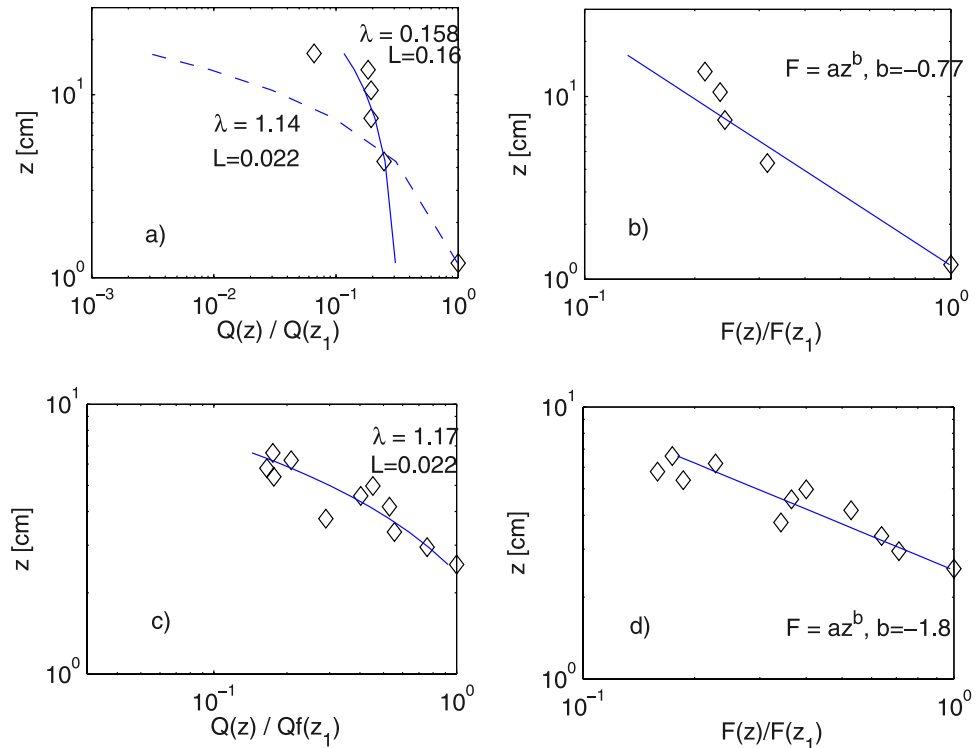 λ = 0.158
L=0.16
λ = 1.14
L=0.022
a)
z [cm]
10¹
10⁰
10⁻³
10⁻²
10⁻¹
10⁰
Q(z) / Q(z₁)
F = azᵇ, b=−0.77
b)
z [cm]
10¹
10⁰
10⁻¹
10⁰
F(z)/F(z₁)
λ = 1.17
L=0.022
c)
z [cm]
10¹
10⁰
10⁻¹
10⁰
Q(z) / Qf(z₁)
d)
F = azᵇ, b=−1.8
z [cm]
10¹
10⁰
10⁻¹
10⁰
F(z)/F(z₁)